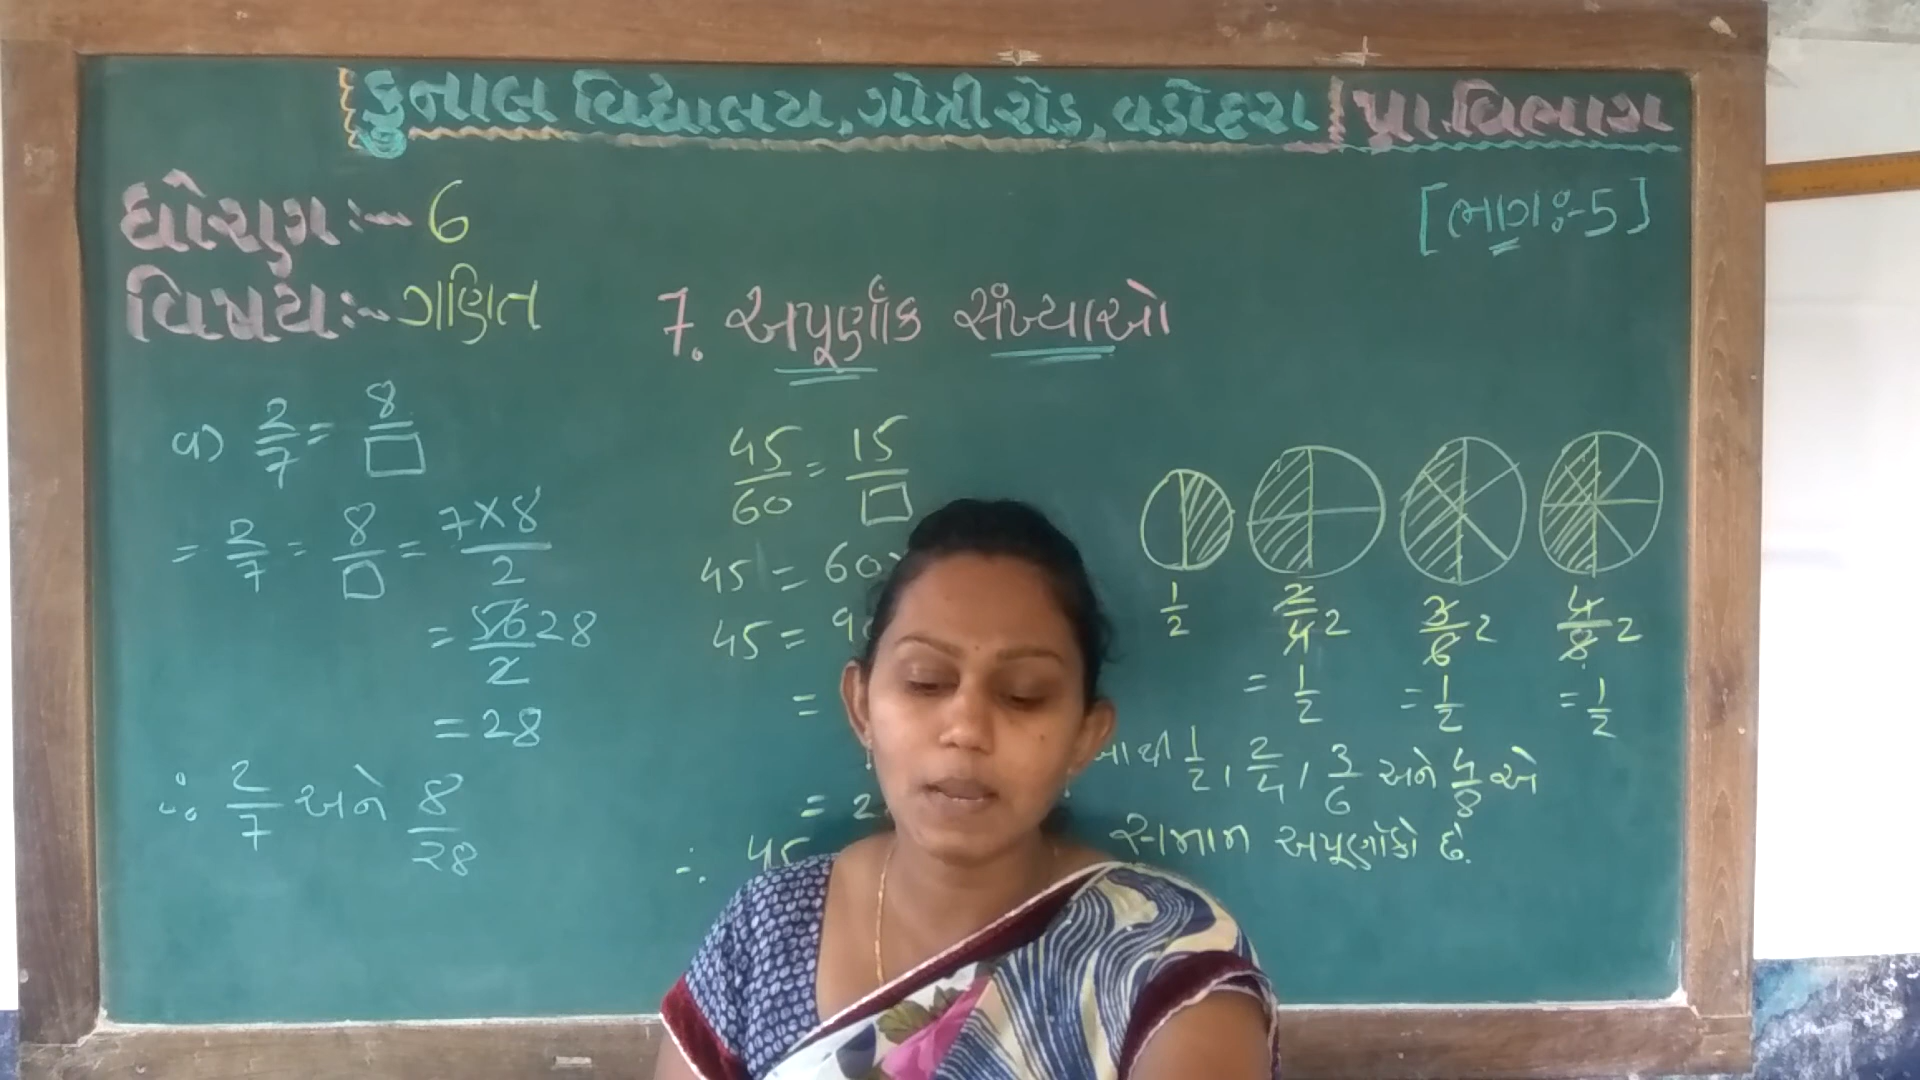 કુનાલ વિદ્યાલય, ગોત્રી રોડ, વડોદરા | પ્રા. વિભાગ
ધોરણ :- 6
[ભાગ :- 5]
વિષય :- ગણિત
7. અપૂર્ણાંક સંખ્યાઓ
2/7 = 8/□
= 2/7 = 8/□ = 7×8/2
= 56/2 28
= 28
∴ 2/7 અને 8/28
45/60 = 15/□
45 = 60
45 =
=
= 2
∴ 45
1/2
2/4 2
= 1/2
3/6 2
= 1/2
4/8 2
= 1/2
1/2, 2/4, 3/6 અને 4/8 એ
સમાન અપૂર્ણાંકો છે.